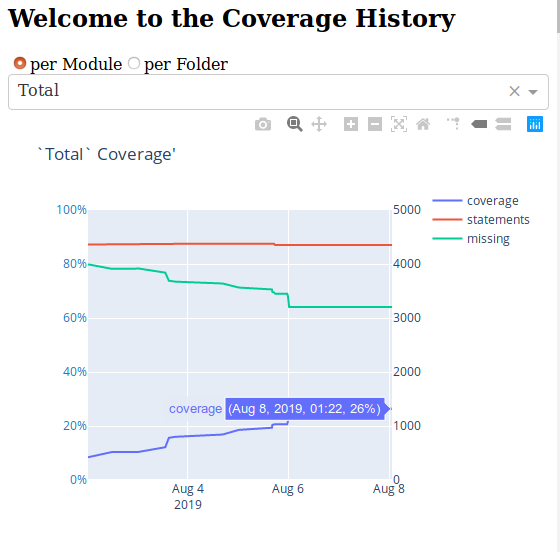 Welcome to the Coverage History
per Module per Folder
Total
`Total` Coverage'
coverage
statements
missing
100%
80%
60%
40%
20%
0%
5000
4000
3000
2000
1000
0
coverage (Aug 8, 2019, 01:22, 26%)
Aug 4
2019
Aug 6
Aug 8